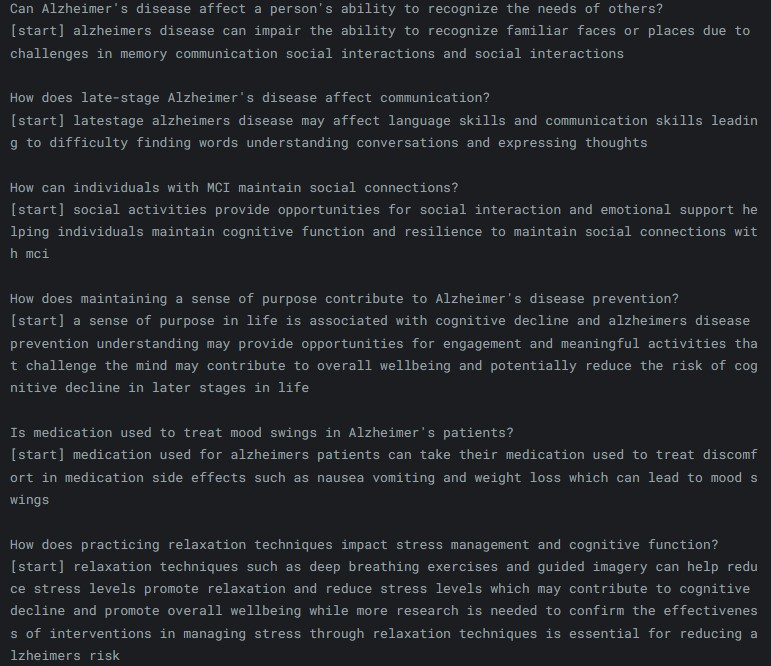 Can Alzheimer's disease affect a person's ability to recognize the needs of others?
[start] alzheimers disease can impair the ability to recognize familiar faces or places due to
challenges in memory communication social interactions and social interactions
How does late-stage Alzheimer's disease affect communication?
[start] latestage alzheimers disease may affect language skills and communication skills leadin
g to difficulty finding words understanding conversations and expressing thoughts
How can individuals with MCI maintain social connections?
[start] social activities provide opportunities for social interaction and emotional support he
lping individuals maintain cognitive function and resilience to maintain social connections wit
h mci
How does maintaining a sense of purpose contribute to Alzheimer's disease prevention?
[start] a sense of purpose in life is associated with cognitive decline and alzheimers disease
prevention understanding may provide opportunities for engagement and meaningful activities tha
t challenge the mind may contribute to overall wellbeing and potentially reduce the risk of cog
nitive decline in later stages in life
Is medication used to treat mood swings in Alzheimer's patients?
[start] medication used for alzheimers patients can take their medication used to treat discomf
ort in medication side effects such as nausea vomiting and weight loss which can lead to mood s
wings
How does practicing relaxation techniques impact stress management and cognitive function?
[start] relaxation techniques such as deep breathing exercises and guided imagery can help redu
ce stress levels promote relaxation and reduce stress levels which may contribute to cognitive
decline and promote overall wellbeing while more research is needed to confirm the effectivenes
s of interventions in managing stress through relaxation techniques is essential for reducing a
lzheimers risk